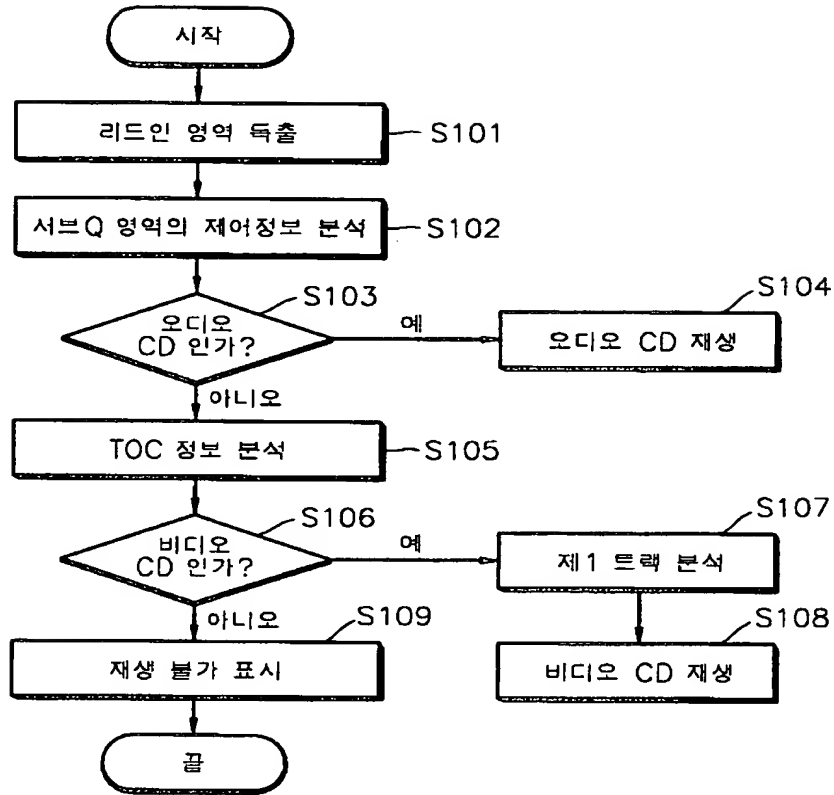 시작
리드인 영역 독출
S101
서브Q 영역의 제어정보 분석
S102
S103
오디오
CD 인가?
예
S104
오디오 CD 재생
아니오
TOC 정보 분석
S105
S106
비디오
CD 인가?
예
S107
제1 트랙 분석
아니오
S109
S108
재생 불가 표시
비디오 CD 재생
끝